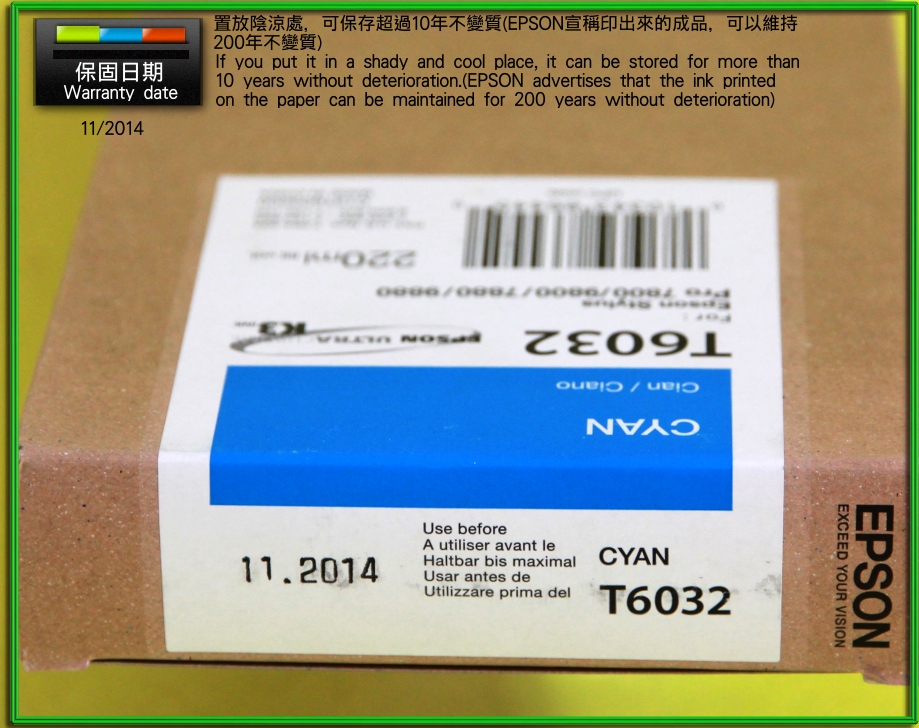 置放陰涼處，可保存超過10年不變質(EPSON宣稱印出來的成品，可以維持
200年不變質)
If you put it in a shady and cool place, it can be stored for more than
10 years without deterioration.(EPSON advertises that the ink printed
on the paper can be maintained for 200 years without deterioration)
保固日期
Warranty date
11/2014
220ml
Pro 7800/9800/7880/9880
Epson Stylus
For:
T6032
EPSON ULTRA K3
Cian / Ciano
CYAN
11.2014
Use before
A utiliser avant le
Haltbar bis maximal
Usar antes de
Utilizzare prima del
CYAN
T6032
EPSON
EXCEED YOUR VISION